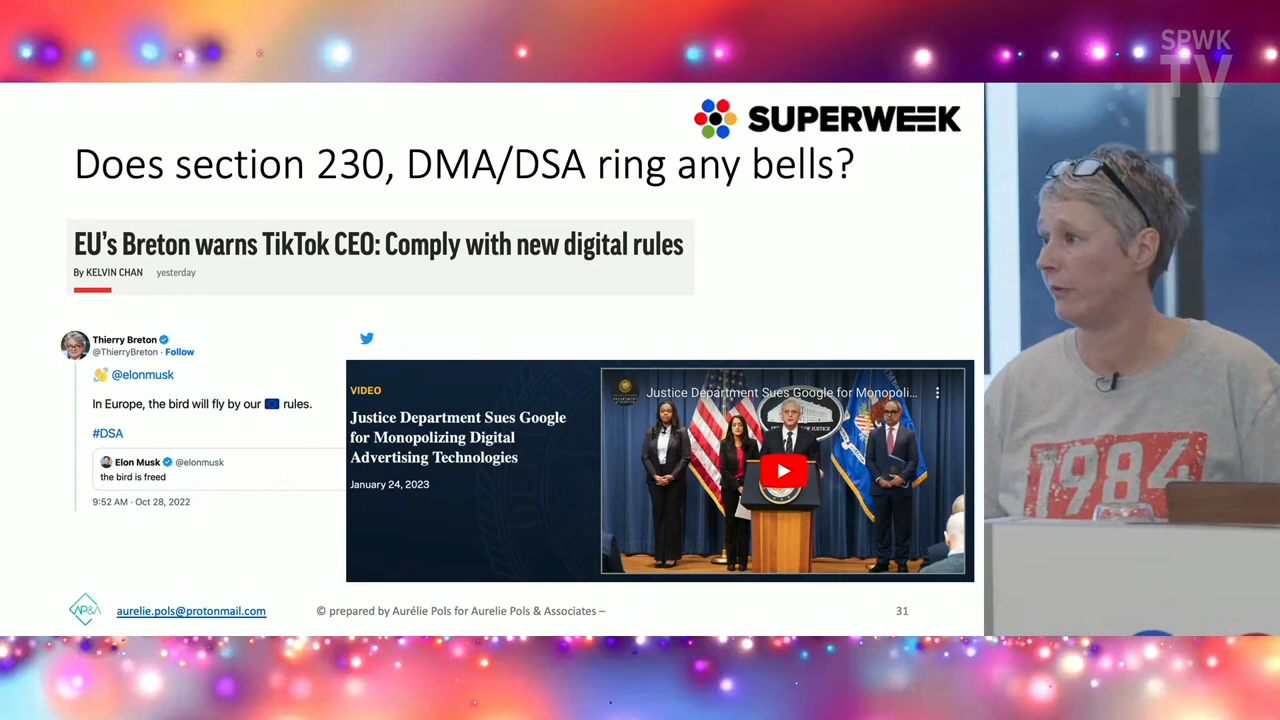 SPWK
TV
SUPERWEEK
Does section 230, DMA/DSA ring any bells?
EU's Breton warns TikTok CEO: Comply with new digital rules
By KELVIN CHAN yesterday
Thierry Breton
@ThierryBreton · Follow
👋 @elonmusk
In Europe, the bird will fly by our 🇪🇺 rules.
#DSA
Elon Musk @elonmusk
the bird is freed
9:52 AM · Oct 28, 2022
VIDEO
Justice Department Sues Google
for Monopolizing Digital
Advertising Technologies
January 24, 2023
Justice Department Sues Google for Monopoli...
1984
AP&A
aurelie.pols@protonmail.com
© prepared by Aurélie Pols for Aurelie Pols & Associates –
31